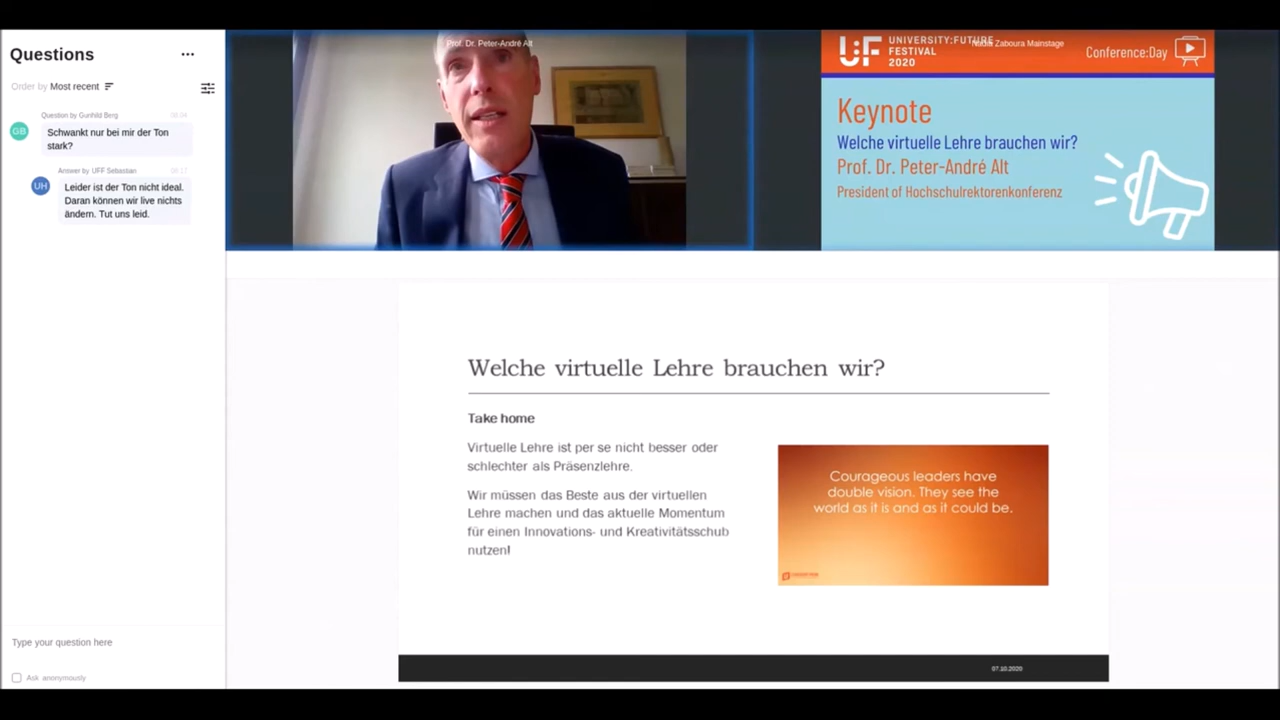 Questions
Order by Most recent
Question by Gunhild Berg 08:24
GB
Schwankt nur bei mir der Ton
stark?
Answer by UFF Sebastian
UH
Leider ist der Ton nicht ideal.
Daran können wir live nichts
ändern. Tut uns leid.
Type your question here
Ask anonymously
Prof. Dr. Peter-André Alt
U:F
UNIVERSITY:FUTURE
FESTIVAL
2020
Zaboura Mainstage
Conference:Day
Keynote
Welche virtuelle Lehre brauchen wir?
Prof. Dr. Peter-André Alt
President of Hochschulrektorenkonferenz
Welche virtuelle Lehre brauchen wir?
Take home
Virtuelle Lehre ist per se nicht besser oder
schlechter als Präsenzlehre.
Wir müssen das Beste aus der virtuellen
Lehre machen und das aktuelle Momentum
für einen Innovations- und Kreativitätsschub
nutzen!
Courageous leaders have
double vision. They see the
world as it is and as it could be.
07.10.2020